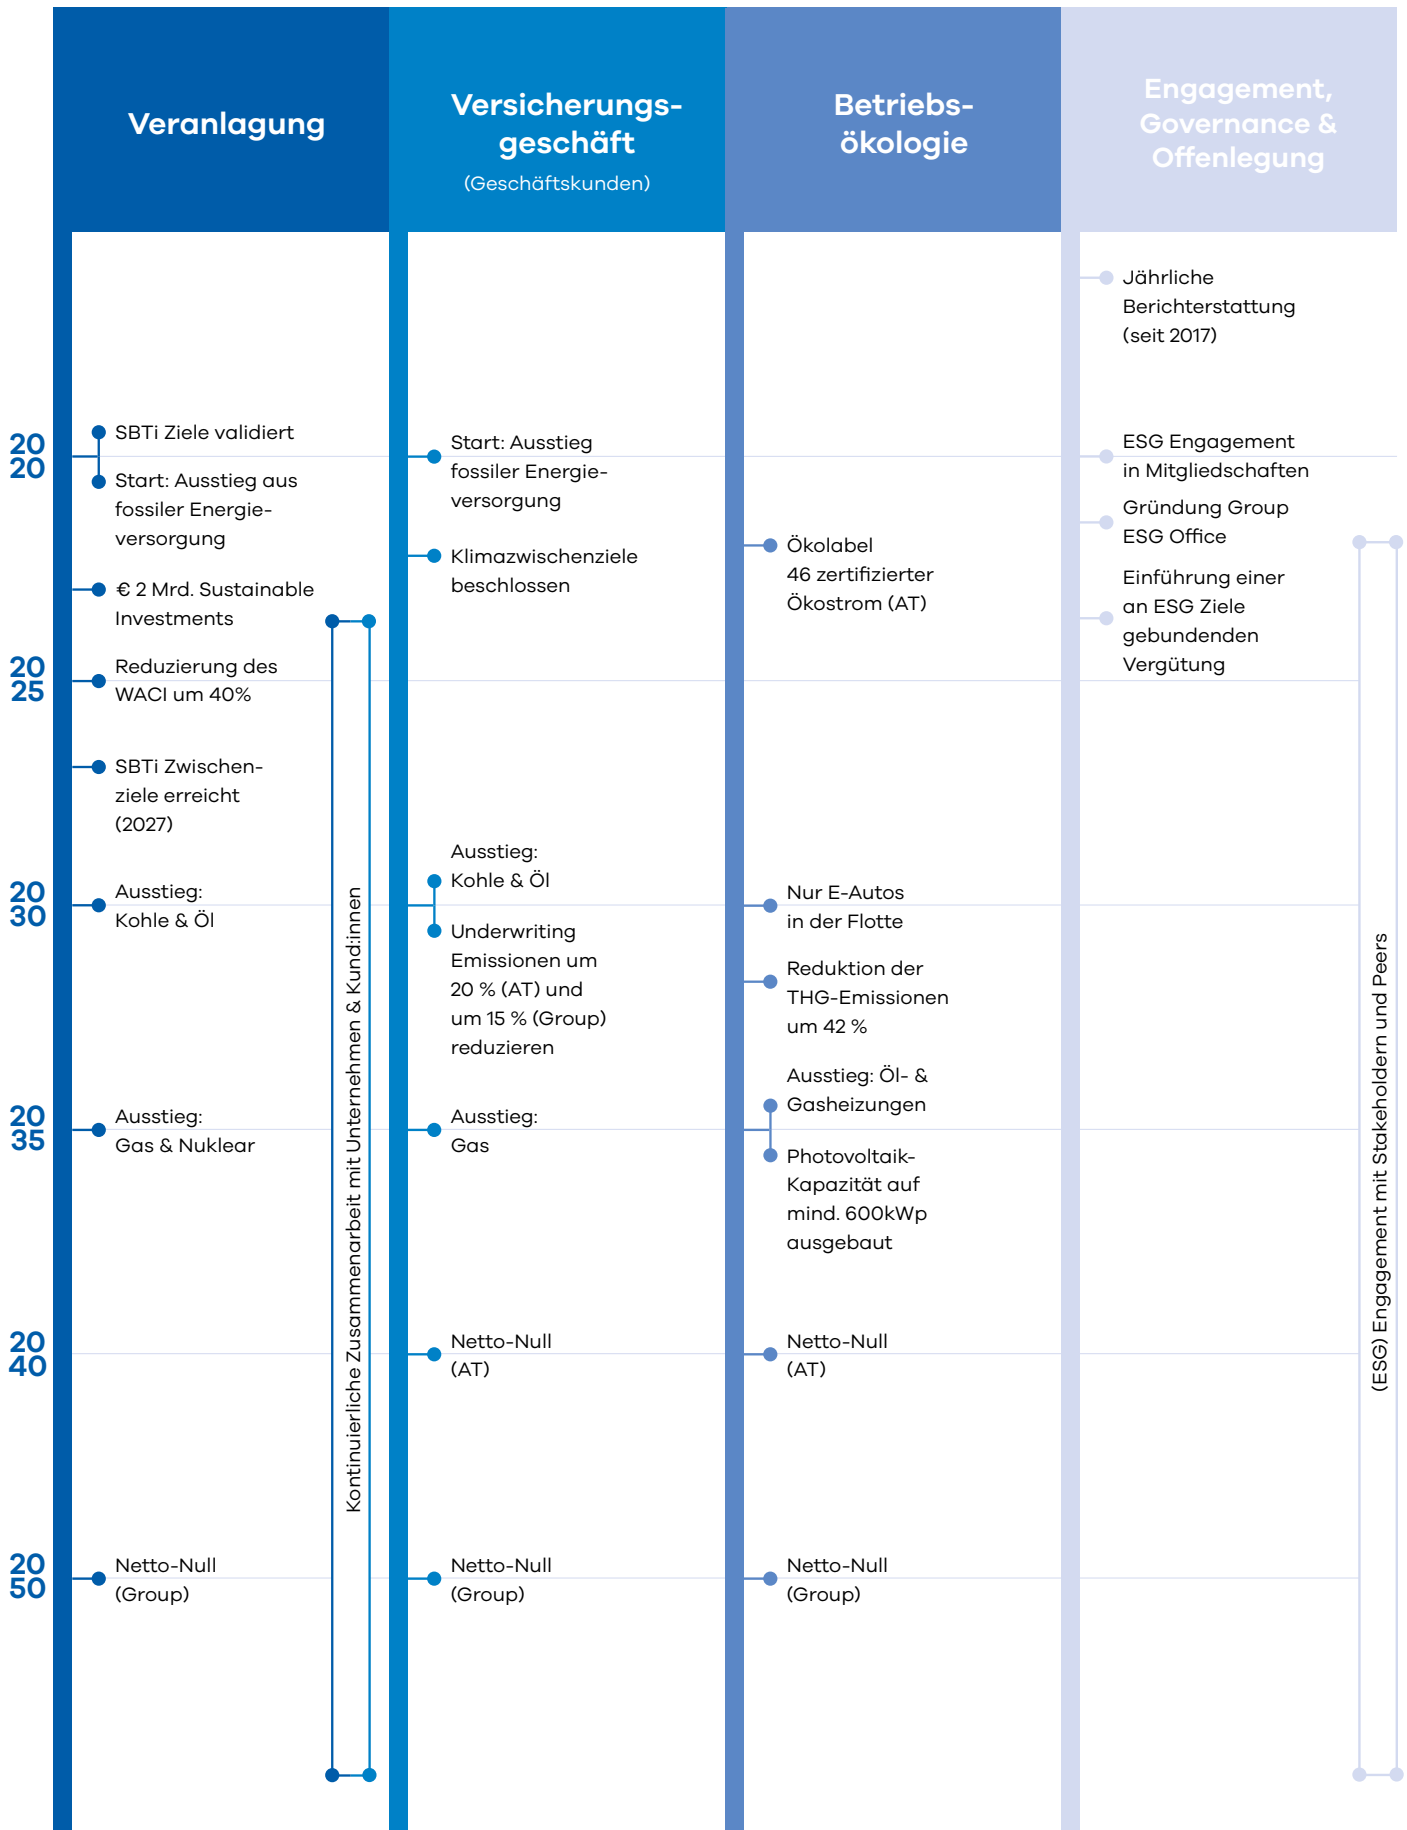 Veranlagung
Versicherungs-
geschäft
(Geschäftskunden)
Betriebs-
ökologie
Engagement,
Governance &
Offenlegung
20
20
20
25
20
30
20
35
20
40
20
50
SBTi Ziele validiert
Start: Ausstieg aus
fossiler Energie-
versorgung
€ 2 Mrd. Sustainable
Investments
Reduzierung des
WACI um 40%
SBTi Zwischen-
ziele erreicht
(2027)
Ausstieg:
Kohle & Öl
Ausstieg:
Gas & Nuklear
Netto-Null
(Group)
Kontinuierliche Zusammenarbeit mit Unternehmen & Kund:innen
Start: Ausstieg
fossiler Energie-
versorgung
Klimazwischenziele
beschlossen
Ausstieg:
Kohle & Öl
Underwriting
Emissionen um
20 % (AT) und
um 15 % (Group)
reduzieren
Ausstieg:
Gas
Netto-Null
(AT)
Netto-Null
(Group)
Ökolabel
46 zertifizierter
Ökostrom (AT)
Nur E-Autos
in der Flotte
Reduktion der
THG-Emissionen
um 42 %
Ausstieg: Öl- &
Gasheizungen
Photovoltaik-
Kapazität auf
mind. 600kWp
ausgebaut
Netto-Null
(AT)
Netto-Null
(Group)
Jährliche
Berichterstattung
(seit 2017)
ESG Engagement
in Mitgliedschaften
Gründung Group
ESG Office
Einführung einer
an ESG Ziele
gebundenden
Vergütung
(ESG) Engagement mit Stakeholdern und Peers